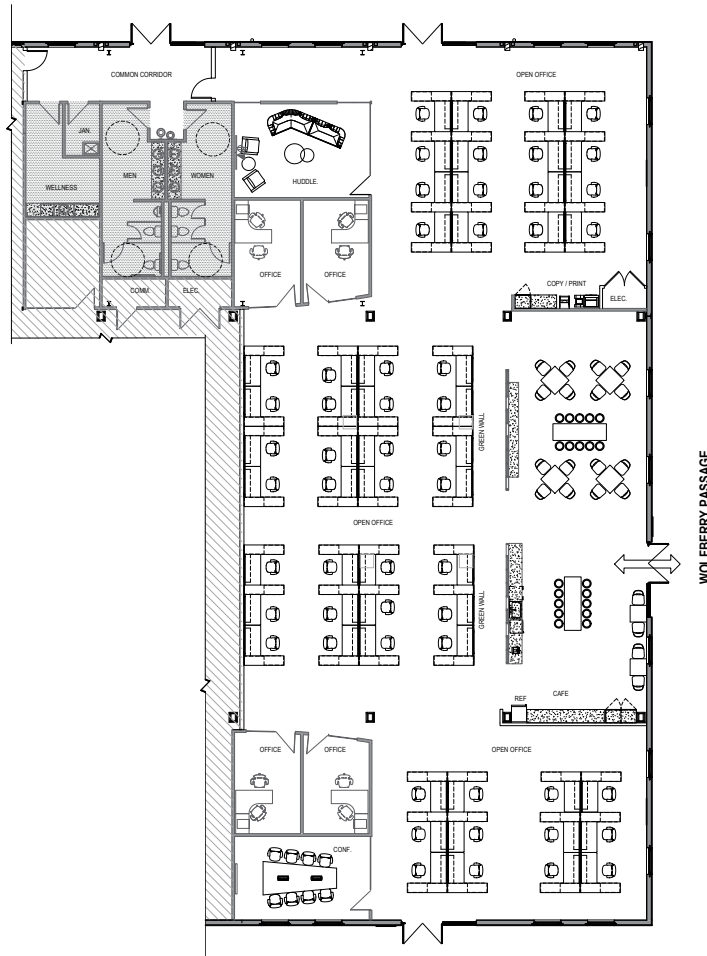 COMMON CORRIDOR
OPEN OFFICE
JAN.
WELLNESS
MEN
WOMEN
HUDDLE.
OFFICE
OFFICE
COMM.
ELEC.
COPY / PRINT
ELEC.
GREEN WALL
WOLFBERRY PASSAGE
OPEN OFFICE
GREEN WALL
REF
CAFE
OFFICE
OFFICE
OPEN OFFICE
CONF.